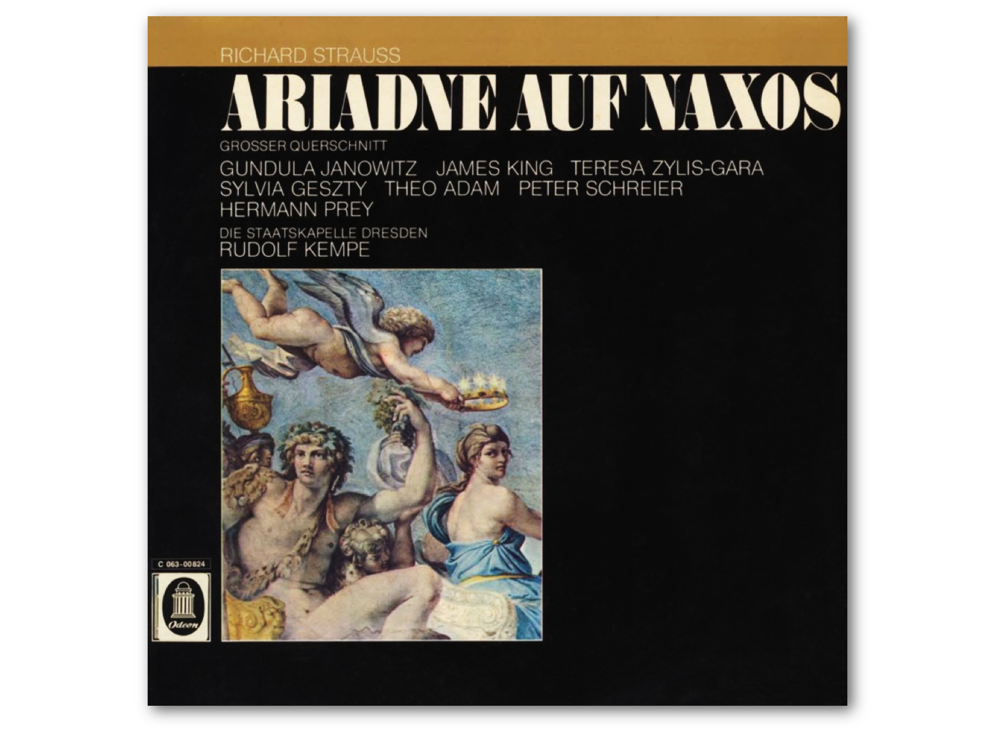 RICHARD STRAUSS
ARIADNE AUF NAXOS
GROSSER QUERSCHNITT
GUNDULA JANOWITZ JAMES KING TERESA ZYLIS-GARA
SYLVIA GESZTY THEO ADAM PETER SCHREIER
HERMANN PREY
DIE STAATSKAPELLE DRESDEN
RUDOLF KEMPE
C 063-00824
Odeon